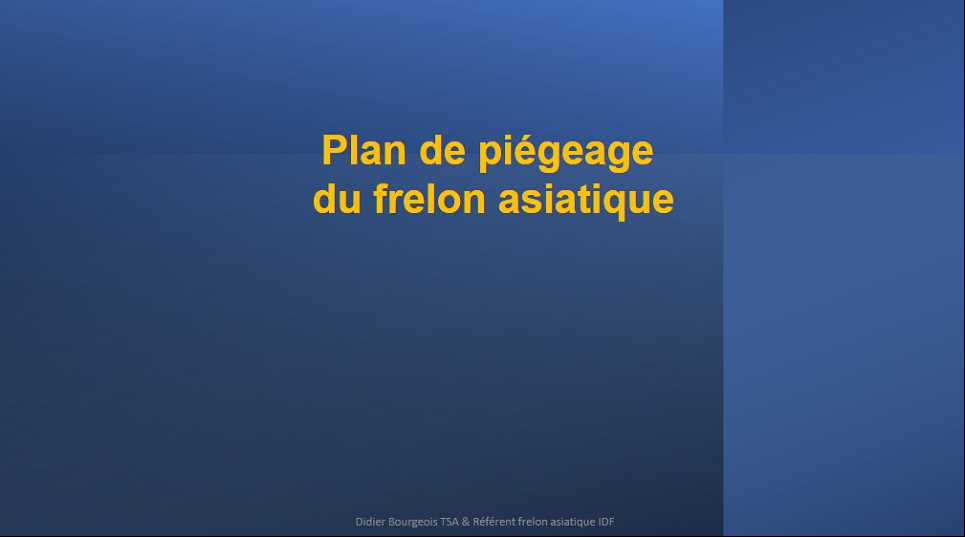 Plan de piégeage
du frelon asiatique
Didier Bourgeois TSA & Référent frelon asiatique IDF